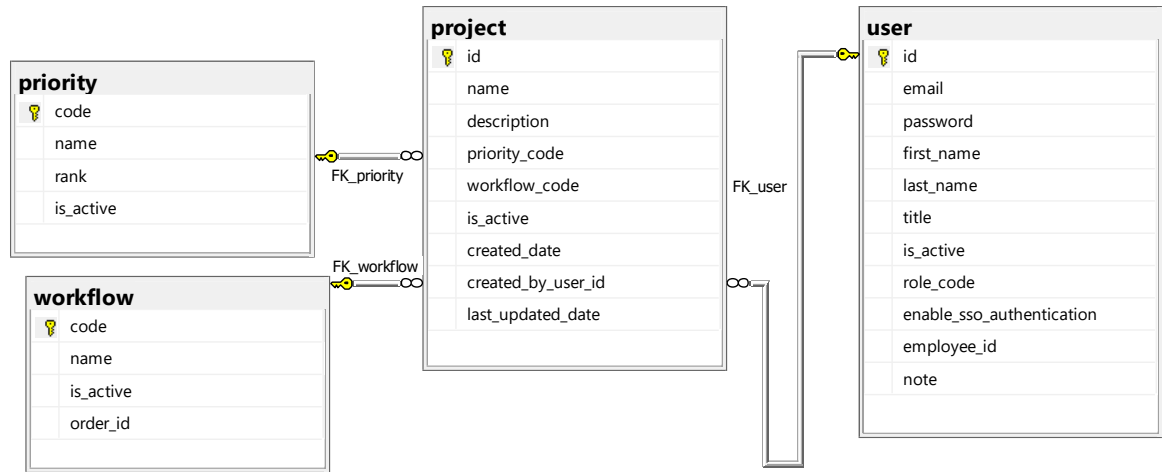 priority
code
name
rank
is_active
FK_priority
workflow
code
name
is_active
order_id
FK_workflow
project
id
name
description
priority_code
workflow_code
is_active
created_date
created_by_user_id
last_updated_date
FK_user
user
id
email
password
first_name
last_name
title
is_active
role_code
enable_sso_authentication
employee_id
note